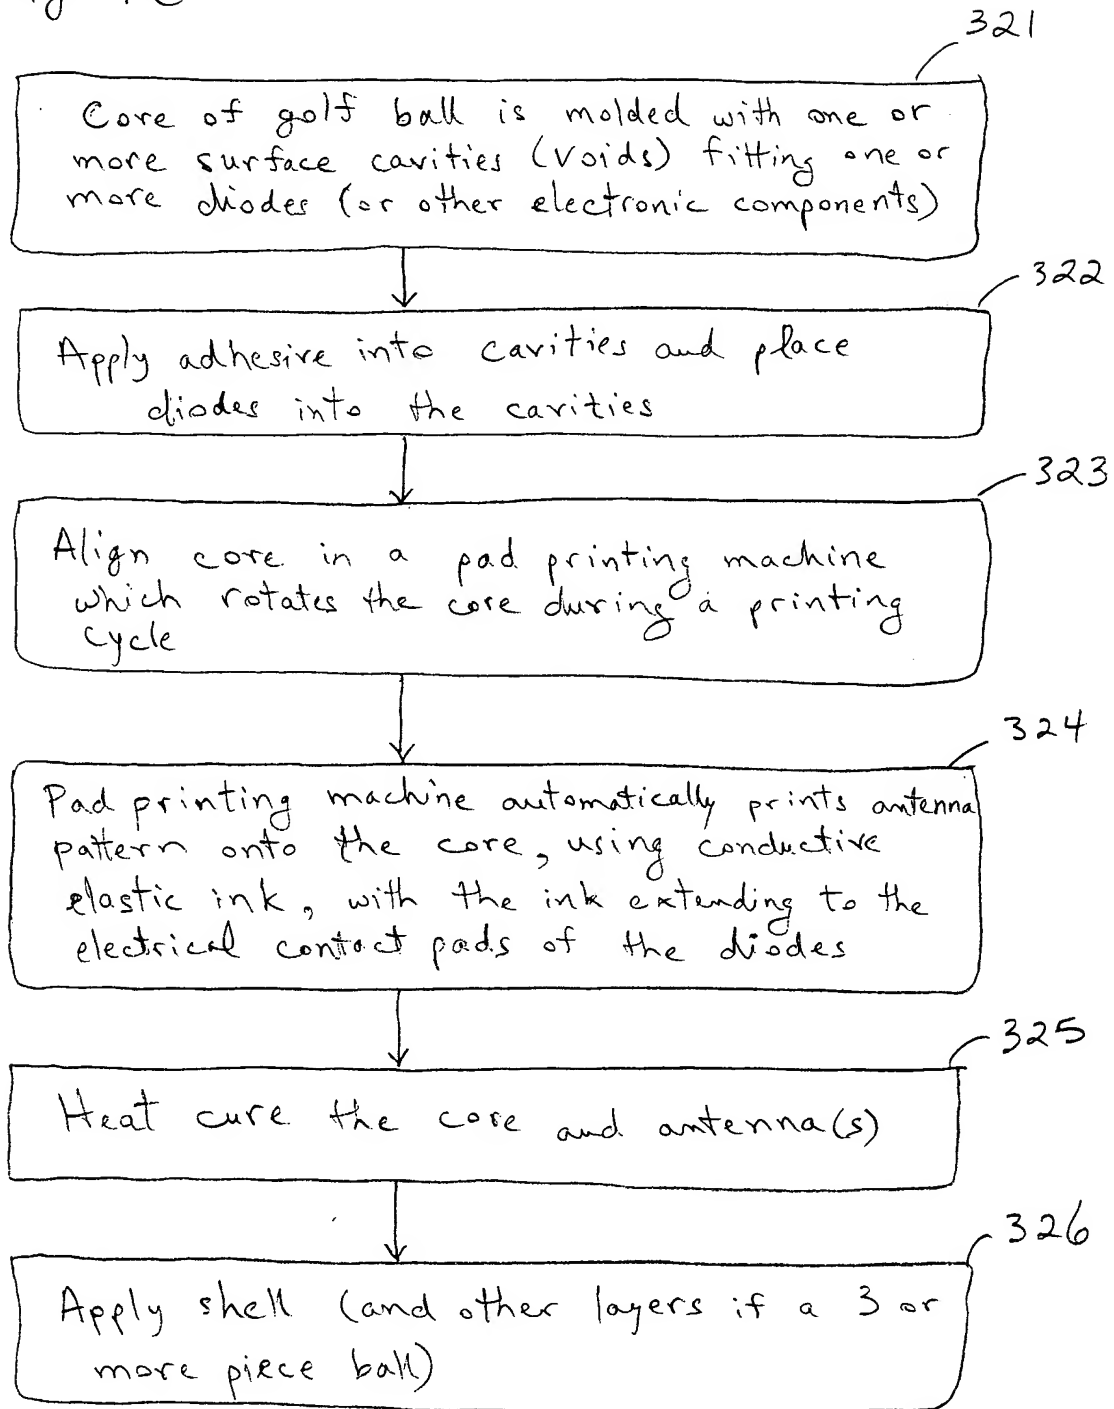 321
Core of golf ball is molded with one or
more surface cavities (voids) fitting one or
more diodes (or other electronic components)
322
Apply adhesive into cavities and place
diodes into the cavities
323
Align core in a pad printing machine
which rotates the core during a printing
cycle
324
Pad printing machine automatically prints antenna
pattern onto the core, using conductive
elastic ink, with the ink extending to the
electrical contact pads of the diodes
325
Heat cure the core and antenna(s)
326
Apply shell (and other layers if a 3 or
more piece ball)